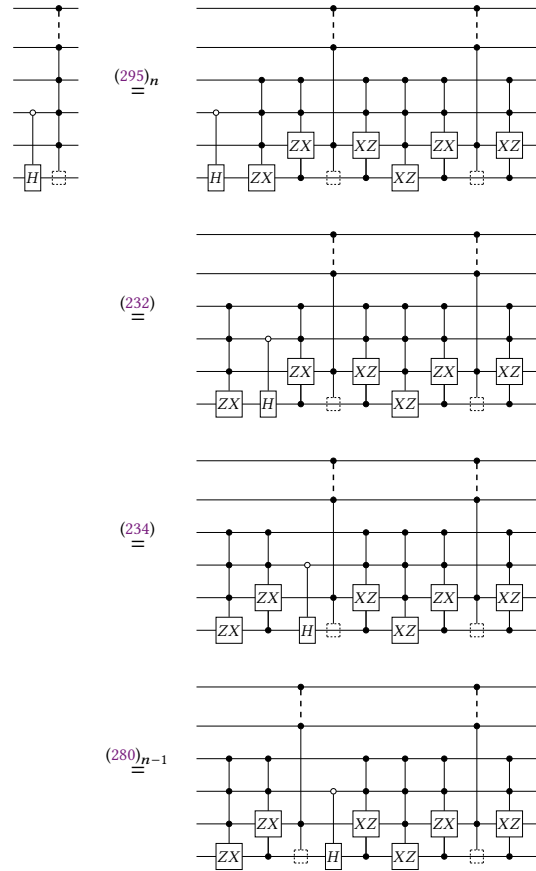 (295)n
=
ZX XZ ZX XZ
H H ZX XZ
(232)
=
ZX XZ ZX XZ
ZX H XZ
(234)
=
ZX XZ ZX XZ
ZX H XZ
(280)n−1
=
ZX XZ ZX XZ
ZX H XZ